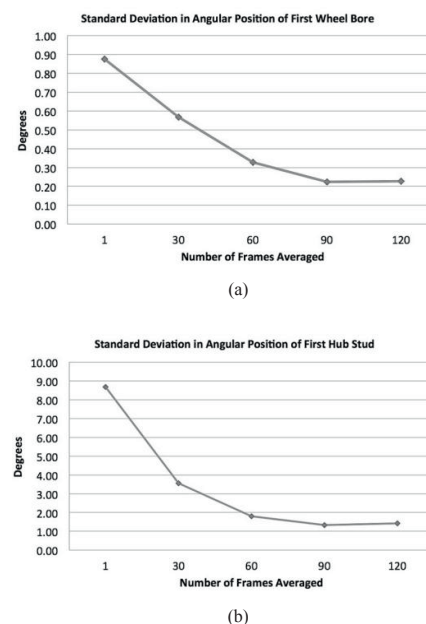 Standard Deviation in Angular Position of First Wheel Bore
1.00
0.90
0.80
0.70
0.60
0.50
0.40
0.30
0.20
0.10
0.00
Degrees
1 30 60 90 120
Number of Frames Averaged
(a)
Standard Deviation in Angular Position of First Hub Stud
10.00
9.00
8.00
7.00
6.00
5.00
4.00
3.00
2.00
1.00
0.00
Degrees
1 30 60 90 120
Number of Frames Averaged
(b)